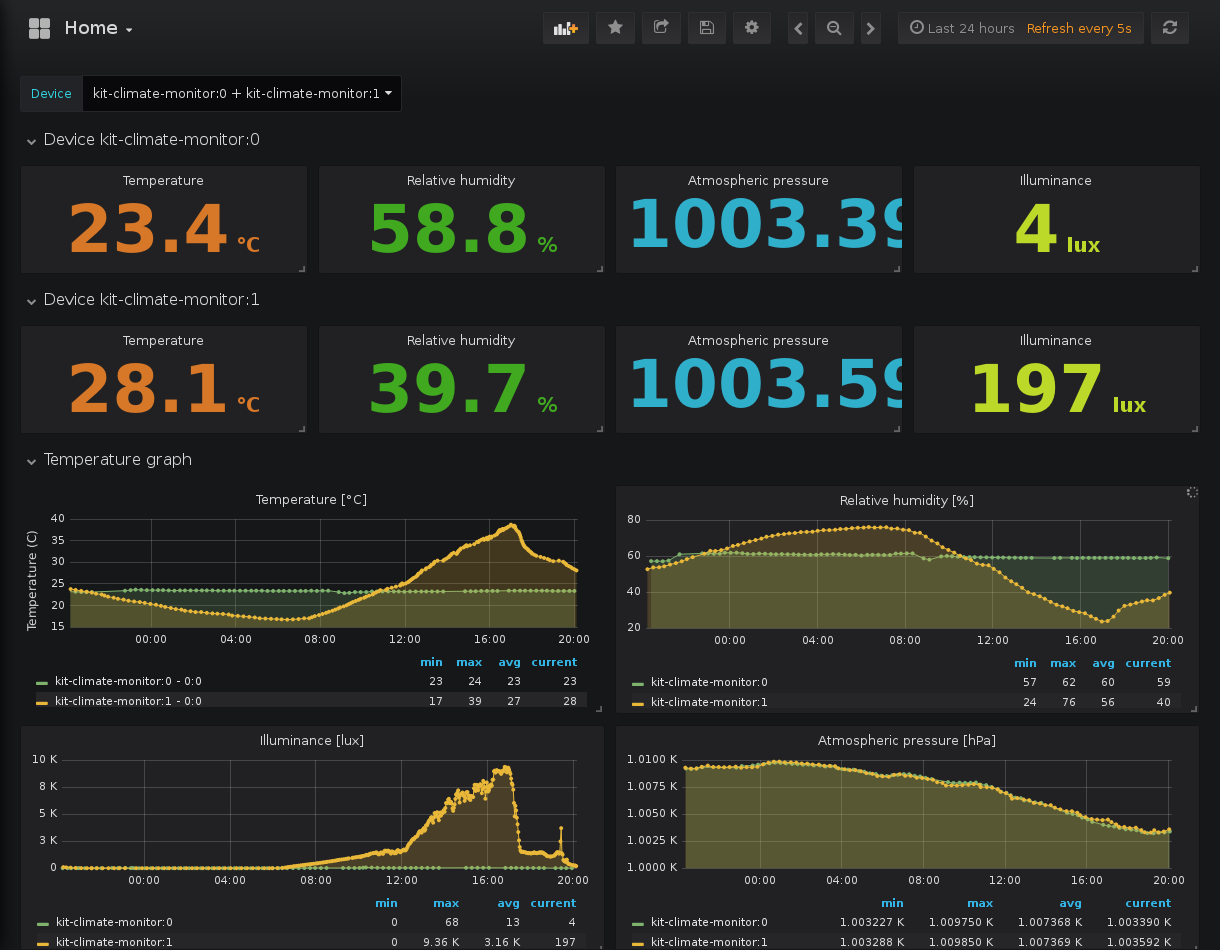 Home
Last 24 hours Refresh every 5s
Device kit-climate-monitor:0 + kit-climate-monitor:1
Device kit-climate-monitor:0
Temperature Relative humidity Atmospheric pressure Illuminance
23.4 °C 58.8 % 1003.39 4 lux
Device kit-climate-monitor:1
Temperature Relative humidity Atmospheric pressure Illuminance
28.1 °C 39.7 % 1003.59 197 lux
Temperature graph
Temperature [°C]
Temperature (C)
40
35
30
25
20
15
00:00 04:00 08:00 12:00 16:00 20:00
min max avg current
kit-climate-monitor:0 - 0:0 23 24 23 23
kit-climate-monitor:1 - 0:0 17 39 27 28
Relative humidity [%]
80
60
40
20
00:00 04:00 08:00 12:00 16:00 20:00
min max avg current
kit-climate-monitor:0 57 62 60 59
kit-climate-monitor:1 24 76 56 40
Illuminance [lux]
10 K
8 K
5 K
3 K
0
00:00 04:00 08:00 12:00 16:00 20:00
min max avg current
kit-climate-monitor:0 0 68 13 4
kit-climate-monitor:1 0 9.36 K 3.16 K 197
Atmospheric pressure [hPa]
1.0100 K
1.0075 K
1.0050 K
1.0025 K
1.0000 K
00:00 04:00 08:00 12:00 16:00 20:00
min max avg current
kit-climate-monitor:0 1.003227 K 1.009750 K 1.007368 K 1.003390 K
kit-climate-monitor:1 1.003288 K 1.009850 K 1.007369 K 1.003592 K